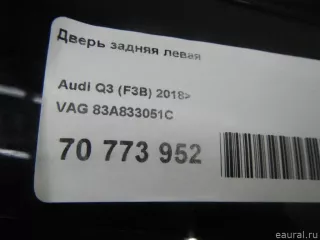 Дверь задняя левая
Audi Q3 (F3B) 2018>
VAG 83A833051C
70 773 952
eaural.ru